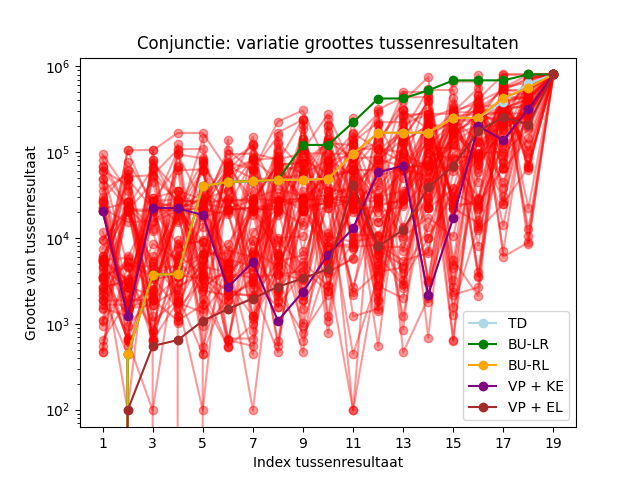 Conjunctie: variatie groottes tussenresultaten
Grootte van tussenresultaat
10^6
10^5
10^4
10^3
10^2
TD
BU-LR
BU-RL
VP + KE
VP + EL
1 3 5 7 9 11 13 15 17 19
Index tussenresultaat